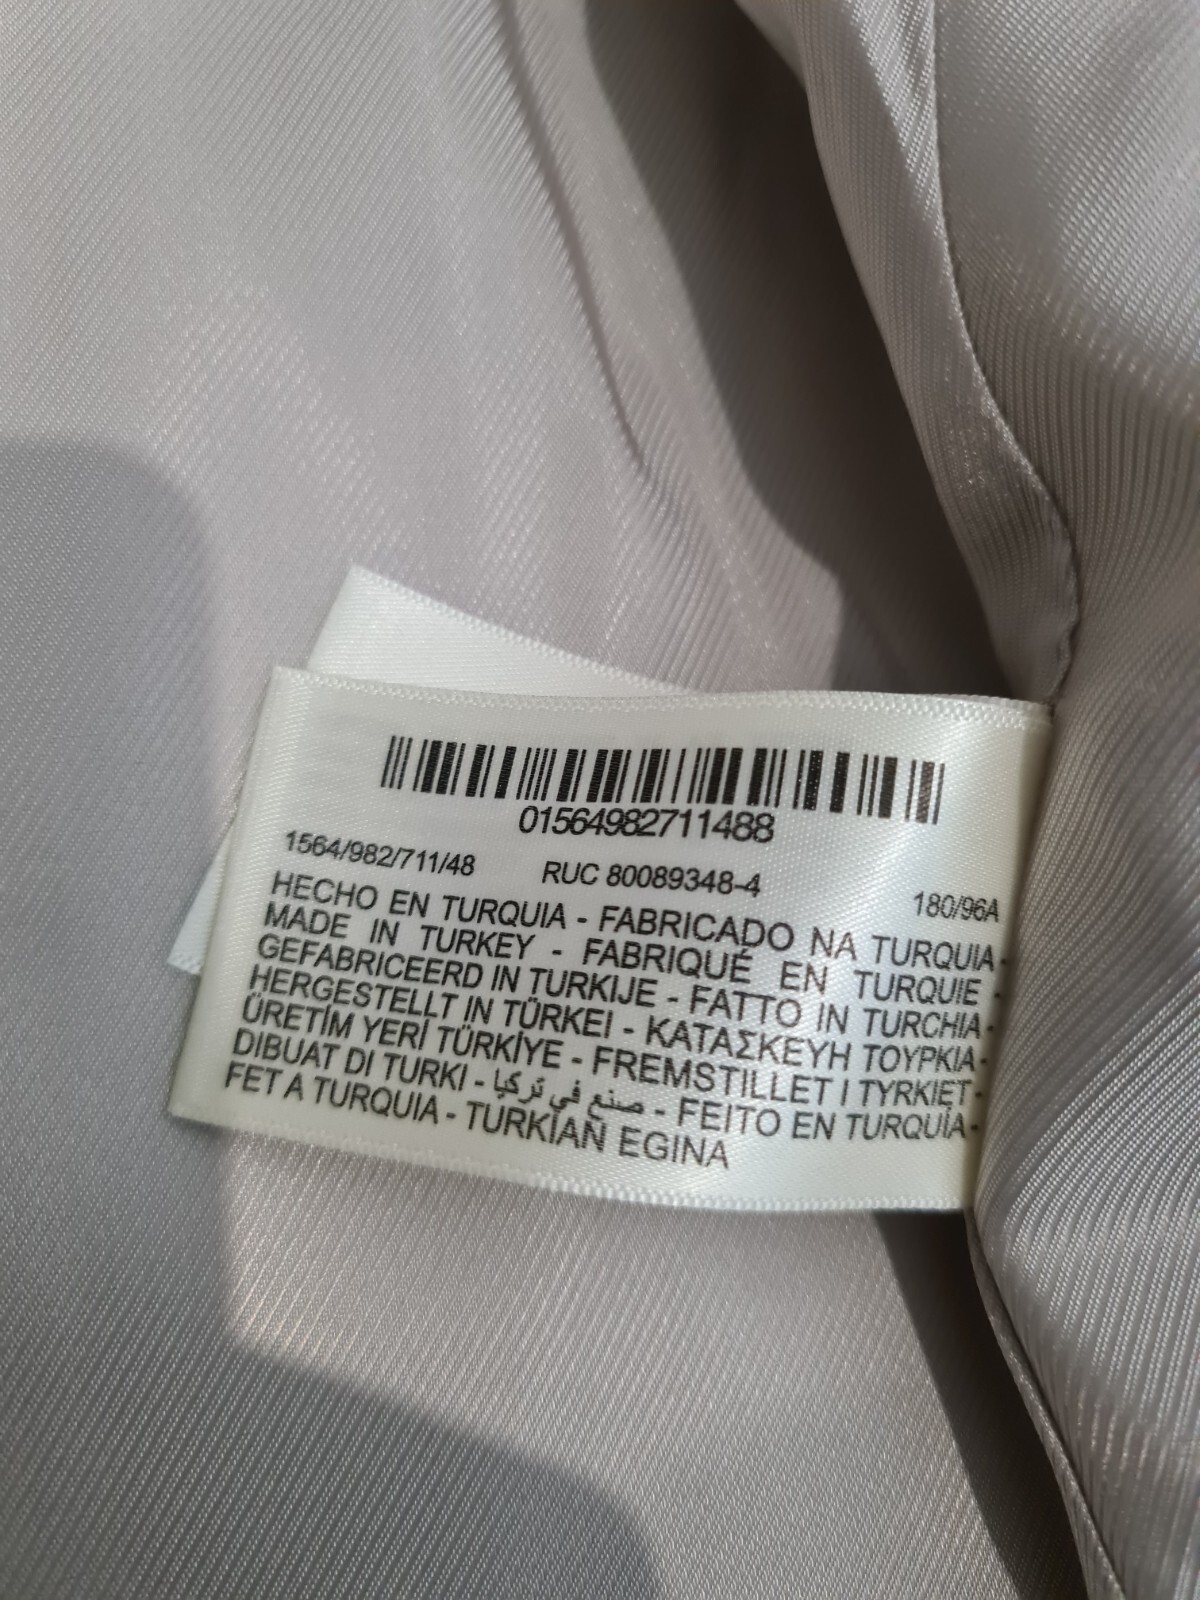 01564982711488
1564/982/711/48 RUC 80089348-4 180/96A
HECHO EN TURQUIA - FABRICADO NA TURQUIA-
MADE IN TURKEY - FABRIQUÉ EN TURQUIE -
GEFABRICEERD IN TURKIJE - FATTO IN TURCHIA-
HERGESTELLT IN TÜRKEI - ΚΑΤΑΣΚΕΥΗ ΤΟΥΡΚΙΑ-
ÜRETİM YERİ TÜRKİYE - FREMSTILLET I TYRKIET -
DIBUAT DI TURKI - صنع في تركيا - FEITO EN TURQUÍA-
FET A TURQUIA - TURKIAN EGINA